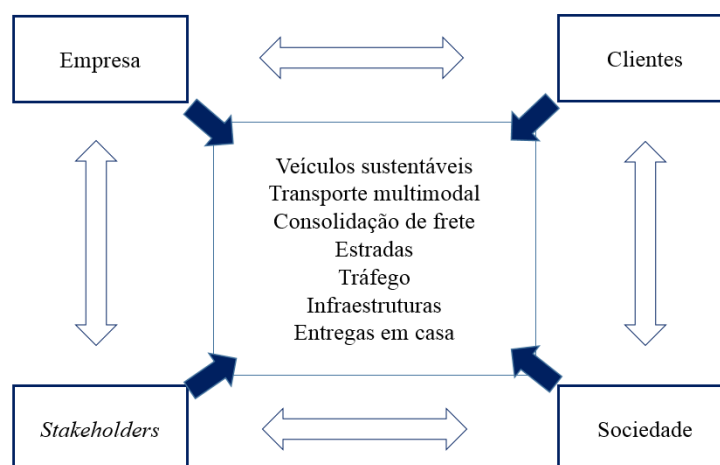 Empresa
Clientes
Veículos sustentáveis
Transporte multimodal
Consolidação de frete
Estradas
Tráfego
Infraestruturas
Entregas em casa
Stakeholders
Sociedade